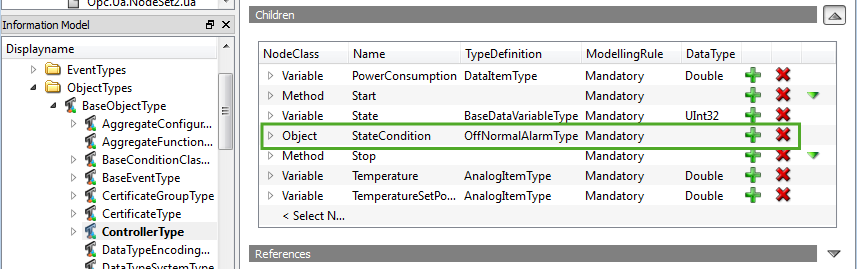 Opc.Ua.NodeSet2.ua
Information Model
Displayname
EventTypes
ObjectTypes
BaseObjectType
AggregateConfigur...
AggregateFunction...
BaseConditionClas...
BaseEventType
CertificateGroupType
CertificateType
ControllerType
DataTypeEncoding...
DataTypeSystemType
Children
NodeClass Name TypeDefinition ModellingRule DataType
Variable PowerConsumption DataItemType Mandatory Double
Method Start Mandatory
Variable State BaseDataVariableType Mandatory UInt32
Object StateCondition OffNormalAlarmType Mandatory
Method Stop Mandatory
Variable Temperature AnalogItemType Mandatory Double
Variable TemperatureSetPo... AnalogItemType Mandatory Double
< Select N...
References